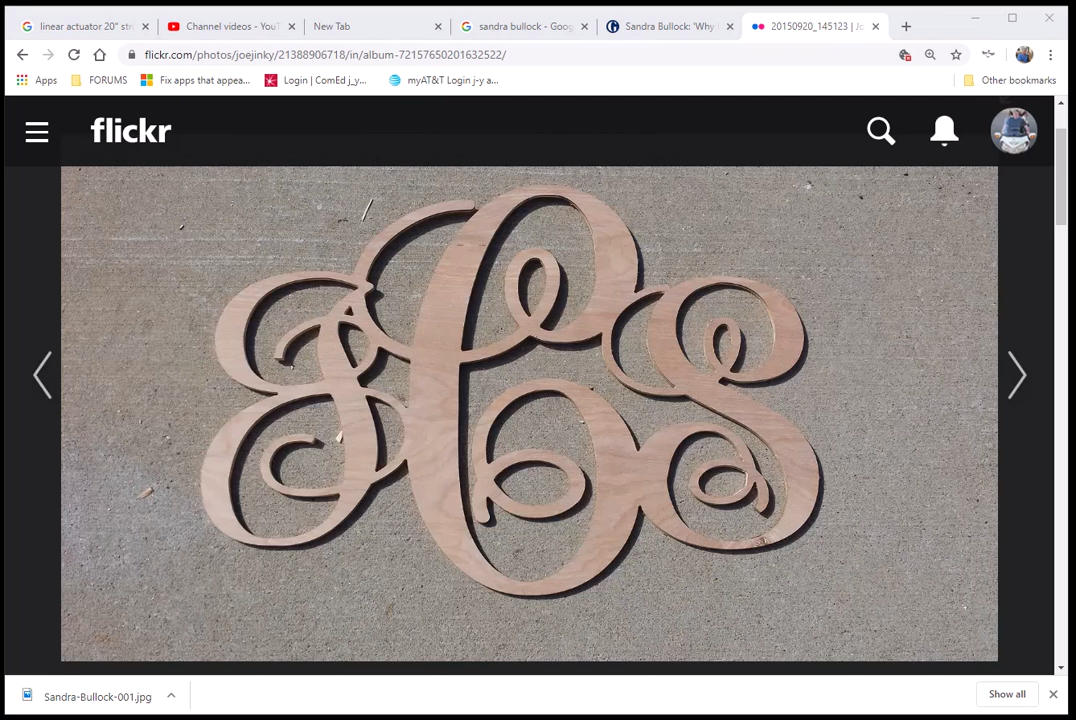 linear actuator 20" str
Channel videos - YouT
New Tab
sandra bullock - Goog
Sandra Bullock: 'Why I
20150920_145123 | Jo
flickr.com/photos/joejinky/21388906718/in/album-72157650201632522/
Apps
FORUMS
Fix apps that appea...
Login | ComEd j_y...
myAT&T Login j-y a...
Other bookmarks
flickr
Sandra-Bullock-001.jpg
Show all